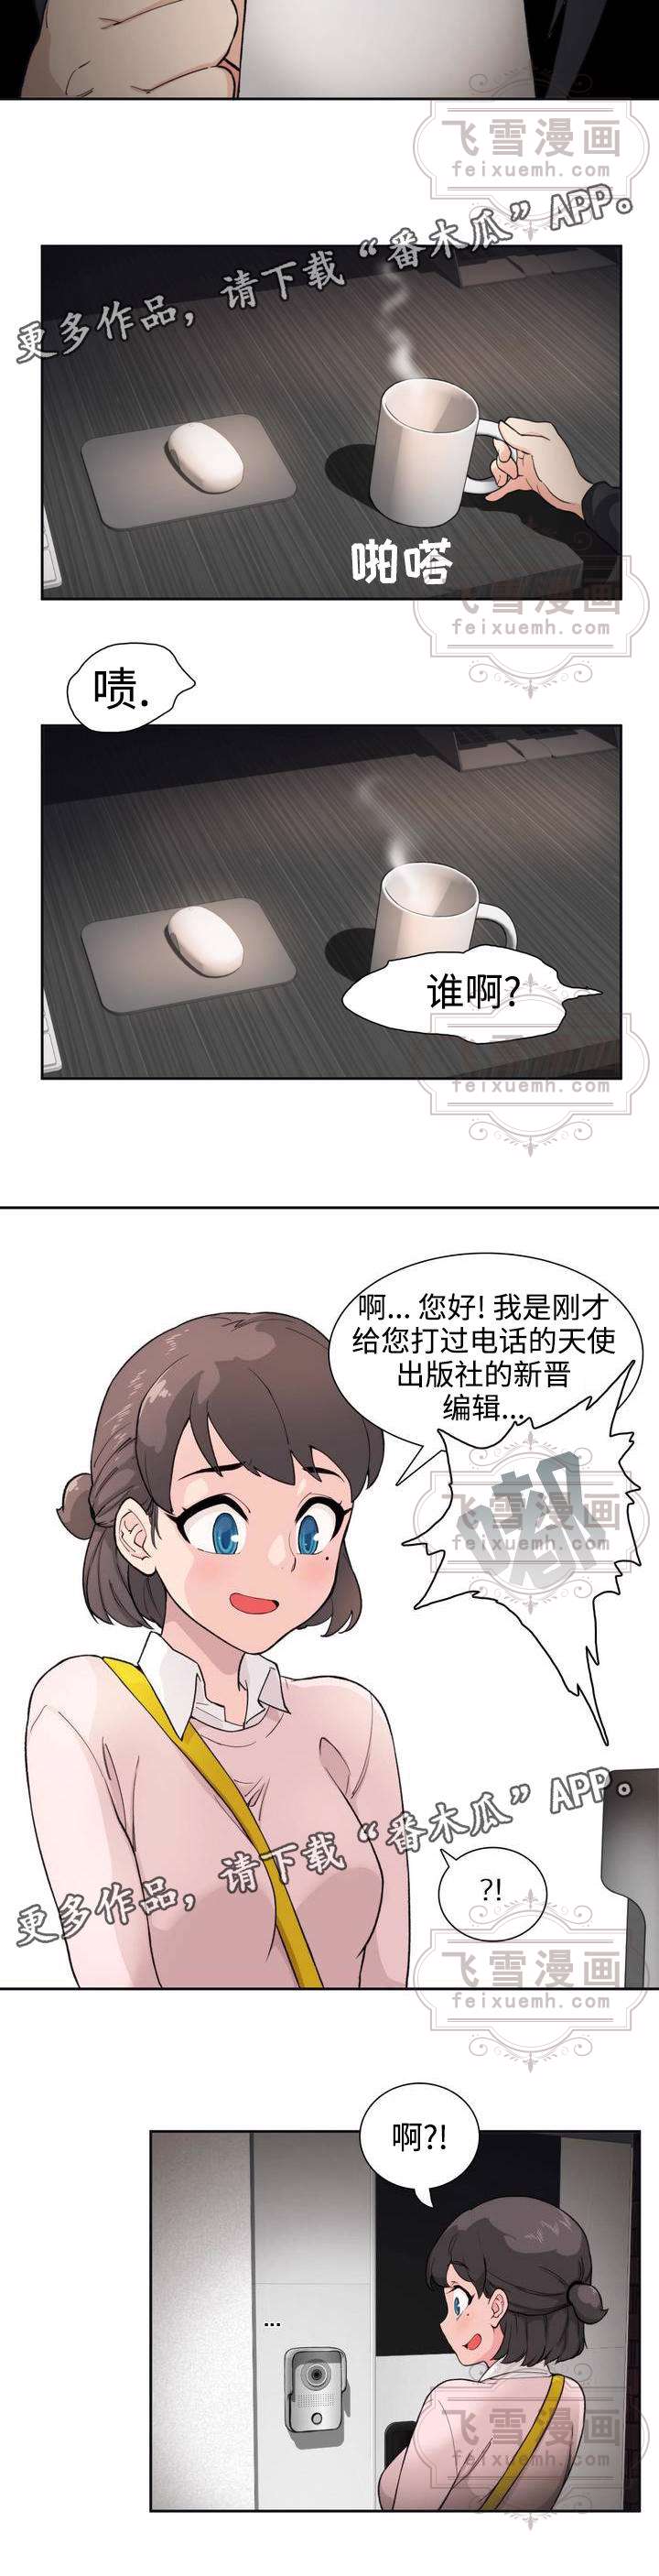 飞雪漫画
feixuemh.com
更多作品，请下载“番木瓜”APP。
啪嗒
飞雪漫画
feixuemh.com
啧.
谁啊?
飞雪漫画
feixuemh.com
啊... 您好! 我是刚才
给您打过电话的天使
出版社的新晋
编辑...
嘟
飞雪漫画
feixuemh.com
更多作品，请下载“番木瓜”APP。
?!
飞雪漫画
feixuemh.com
啊?!
...
飞雪漫画
feixuemh.com